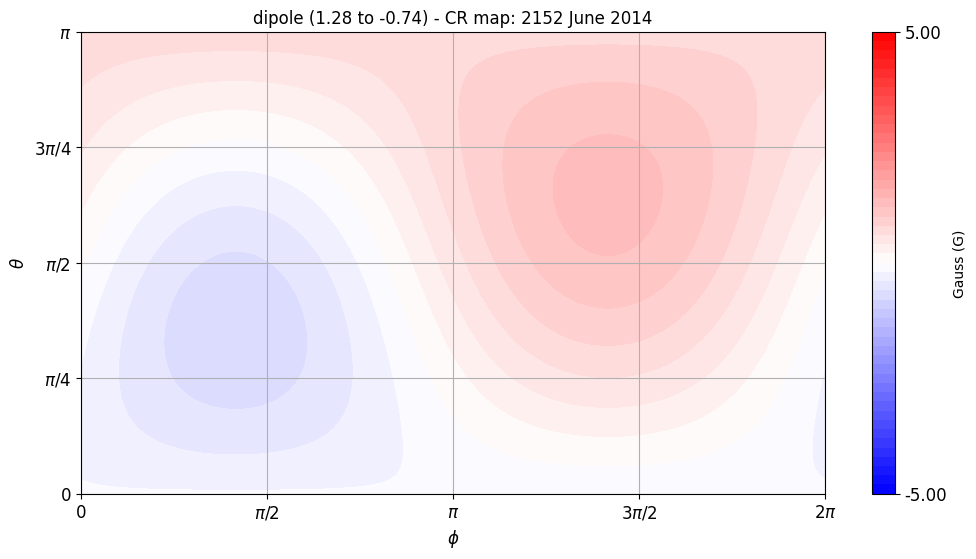 dipole (1.28 to -0.74) - CR map: 2152 June 2014
π
3π/4
π/2
π/4
0
θ
0
π/2
π
3π/2
2π
ϕ
5.00
-5.00
Gauss (G)